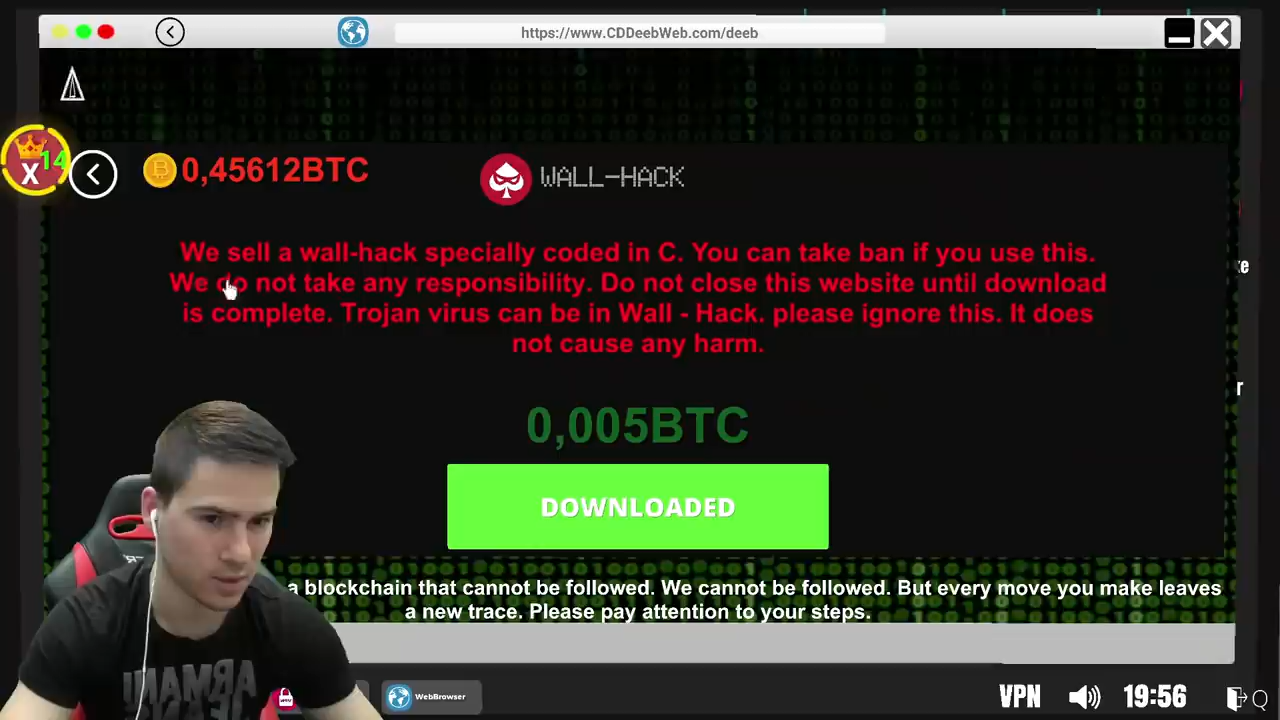 https://www.CDDeebWeb.com/deeb
14
X
0,45612BTC
WALL-HACK
We sell a wall-hack specially coded in C. You can take ban if you use this.
We do not take any responsibility. Do not close this website until download
is complete. Trojan virus can be in Wall - Hack. please ignore this. It does
not cause any harm.
0,005BTC
DOWNLOADED
a blockchain that cannot be followed. We cannot be followed. But every move you make leaves
a new trace. Please pay attention to your steps.
WebBrowser
VPN
19:56
Q